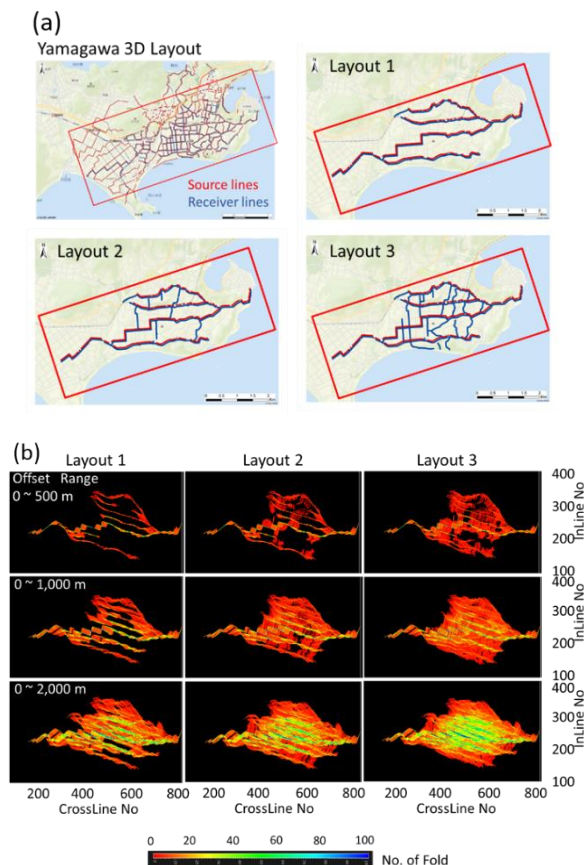 (a)
Yamagawa 3D Layout
Source lines
Receiver lines
Layout 1
Layout 2
Layout 3
(b)
Layout 1 Layout 2 Layout 3
Offset Range
0 ~ 500 m
0 ~ 1,000 m
0 ~ 2,000 m
400
300
200
100
InLine No
400
300
200
100
InLine No
400
300
200
100
InLine No
200 400 600 800
200 400 600 800
200 400 600 800
CrossLine No CrossLine No CrossLine No
0 20 40 60 80 100
No. of Fold